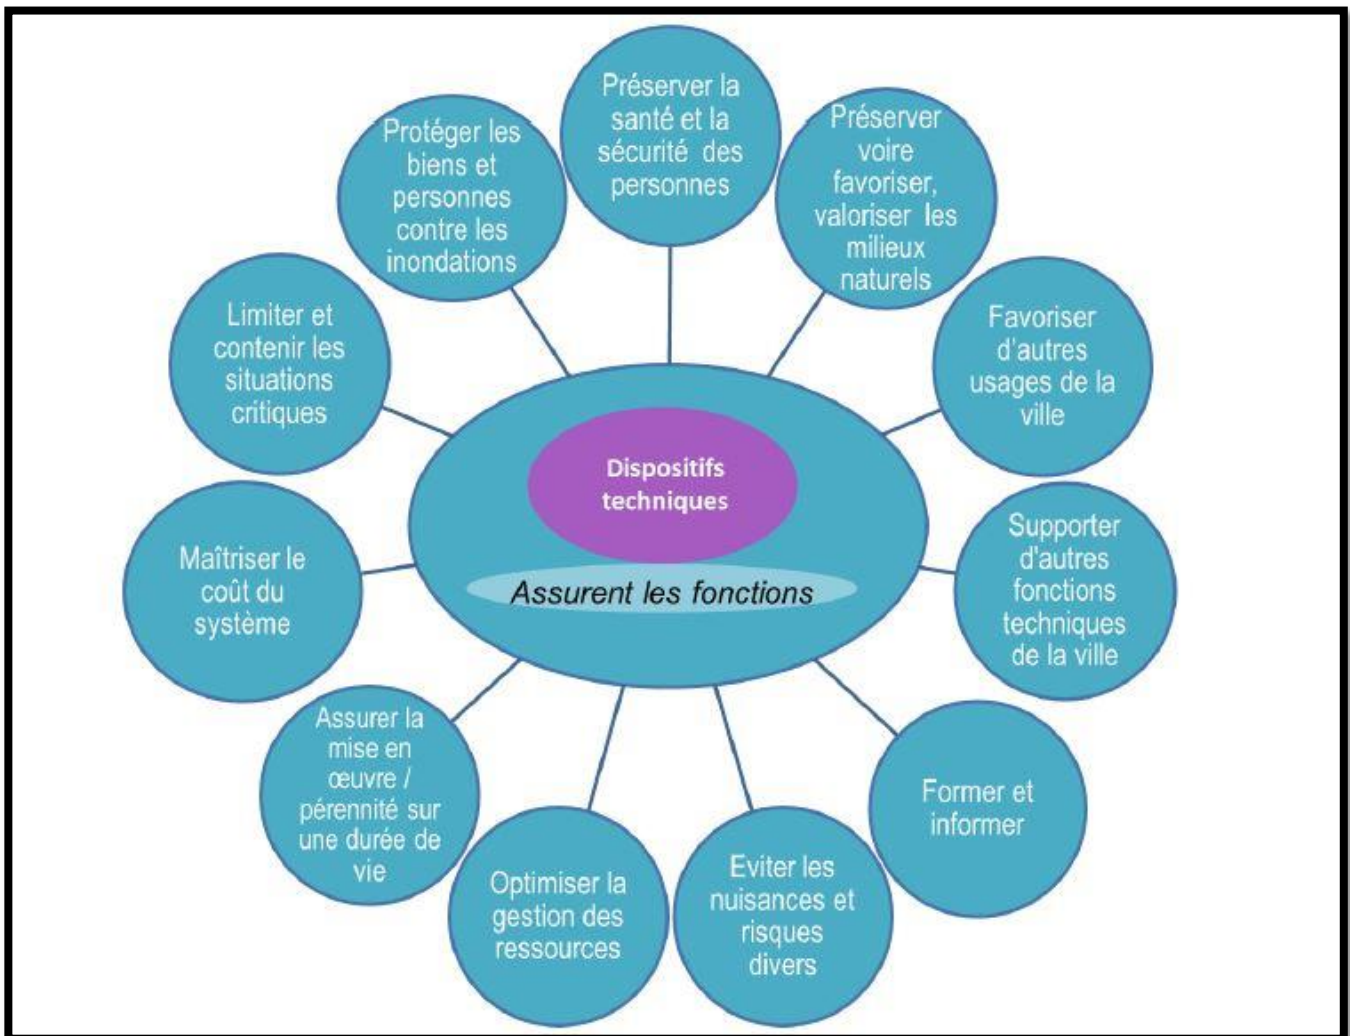 Préserver la
santé et la
sécurité des
personnes
Préserver
voire
favoriser,
valoriser les
milieux
naturels
Favoriser
d'autres
usages de la
ville
Supporter
d'autres
fonctions
techniques
de la ville
Former et
informer
Eviter les
nuisances et
risques
divers
Optimiser la
gestion des
ressources
Assurer la
mise en
œuvre /
pérennité sur
une durée de
vie
Maîtriser le
coût du
système
Limiter et
contenir les
situations
critiques
Protéger les
biens et
personnes
contre les
inondations
Dispositifs
techniques
Assurent les fonctions